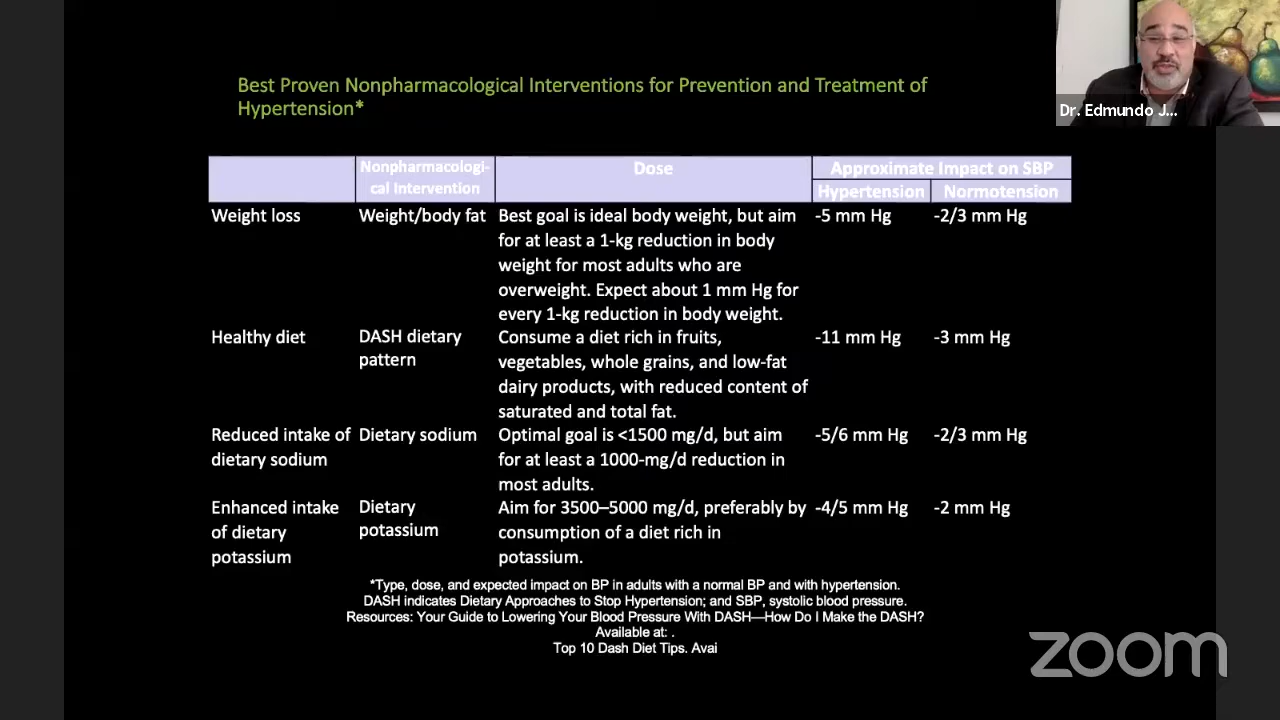 Best Proven Nonpharmacological Interventions for Prevention and Treatment of
Hypertension*
Dr. Edmundo J...
Nonpharmacologi-
cal Intervention
Dose
Approximate Impact on SBP
Hypertension
Normotension
Weight loss
Weight/body fat
Best goal is ideal body weight, but aim
for at least a 1-kg reduction in body
weight for most adults who are
overweight. Expect about 1 mm Hg for
every 1-kg reduction in body weight.
-5 mm Hg
-2/3 mm Hg
Healthy diet
DASH dietary
pattern
Consume a diet rich in fruits,
vegetables, whole grains, and low-fat
dairy products, with reduced content of
saturated and total fat.
-11 mm Hg
-3 mm Hg
Reduced intake of
dietary sodium
Dietary sodium
Optimal goal is <1500 mg/d, but aim
for at least a 1000-mg/d reduction in
most adults.
-5/6 mm Hg
-2/3 mm Hg
Enhanced intake
of dietary
potassium
Dietary
potassium
Aim for 3500–5000 mg/d, preferably by
consumption of a diet rich in
potassium.
-4/5 mm Hg
-2 mm Hg
*Type, dose, and expected impact on BP in adults with a normal BP and with hypertension.
DASH indicates Dietary Approaches to Stop Hypertension; and SBP, systolic blood pressure.
Resources: Your Guide to Lowering Your Blood Pressure With DASH—How Do I Make the DASH?
Available at: .
Top 10 Dash Diet Tips. Avai
zoom